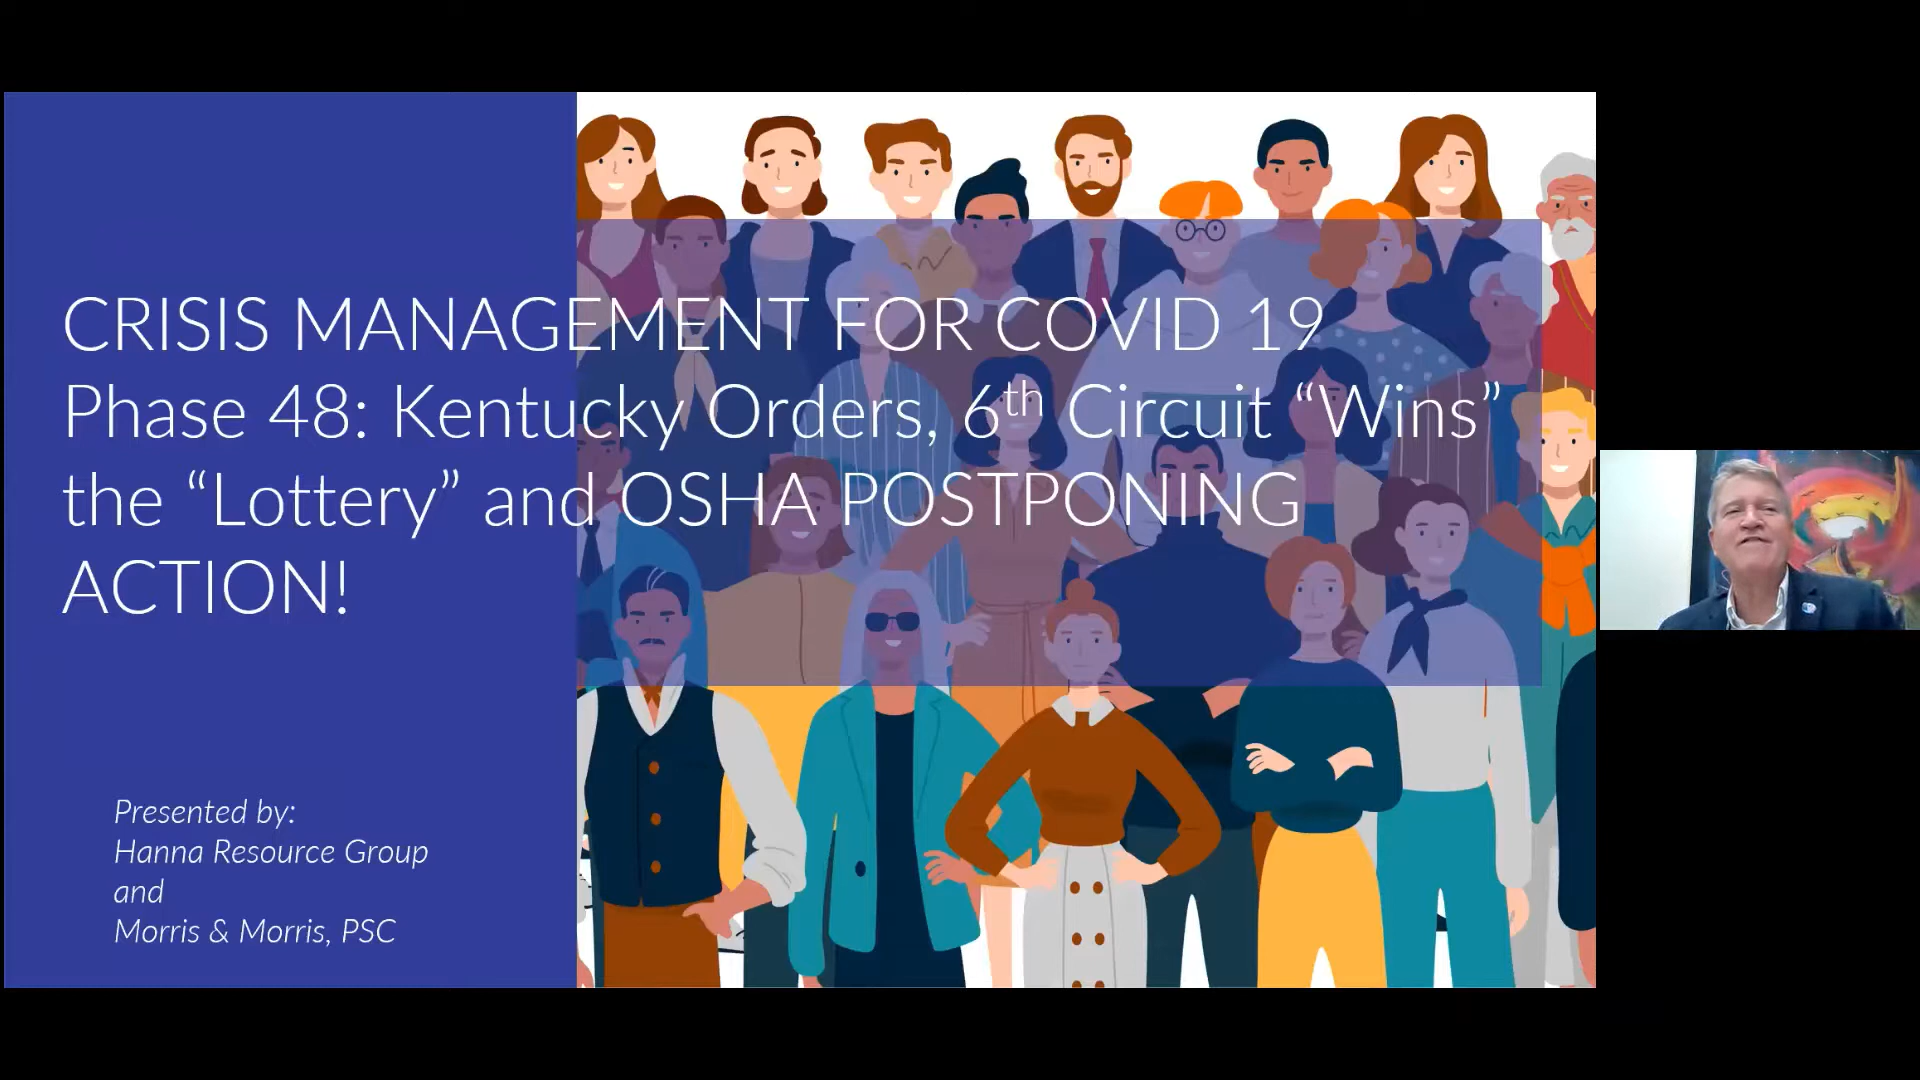 CRISIS MANAGEMENT FOR COVID 19
Phase 48: Kentucky Orders, 6th Circuit “Wins”
the “Lottery” and OSHA POSTPONING
ACTION!
Presented by:
Hanna Resource Group
and
Morris & Morris, PSC